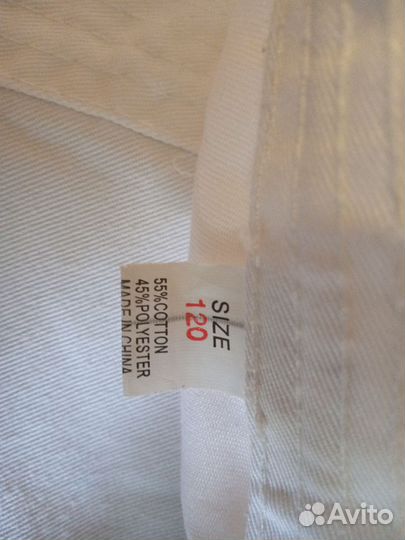 SIZE
120
55%COTTON
45%POLYESTER
MADE IN CHINA
Avito